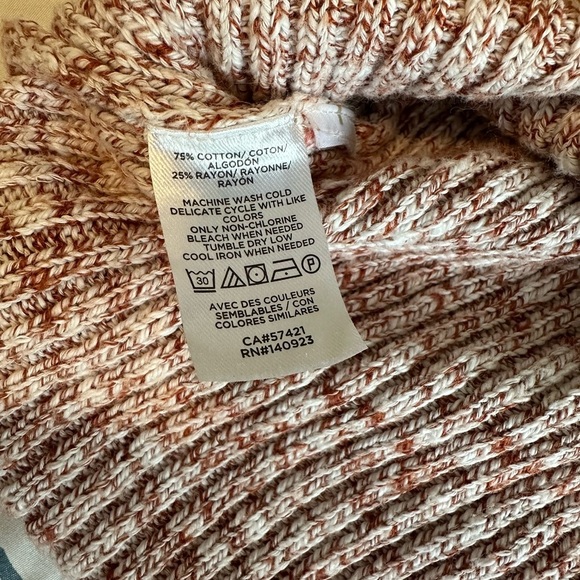 75% COTTON/ COTON/
ALGODÓN
25% RAYON/ RAYONNE/
RAYÓN
MACHINE WASH COLD
DELICATE CYCLE WITH LIKE
COLORS
ONLY NON-CHLORINE
BLEACH WHEN NEEDED
TUMBLE DRY LOW
COOL IRON WHEN NEEDED
30 P
AVEC DES COULEURS
SEMBLABLES / CON
COLORES SIMILARES
CA#57421
RN#140923